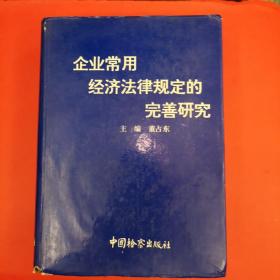 企业常用
经济法律规定的
完善研究
主 编 董占东
中国检察出版社